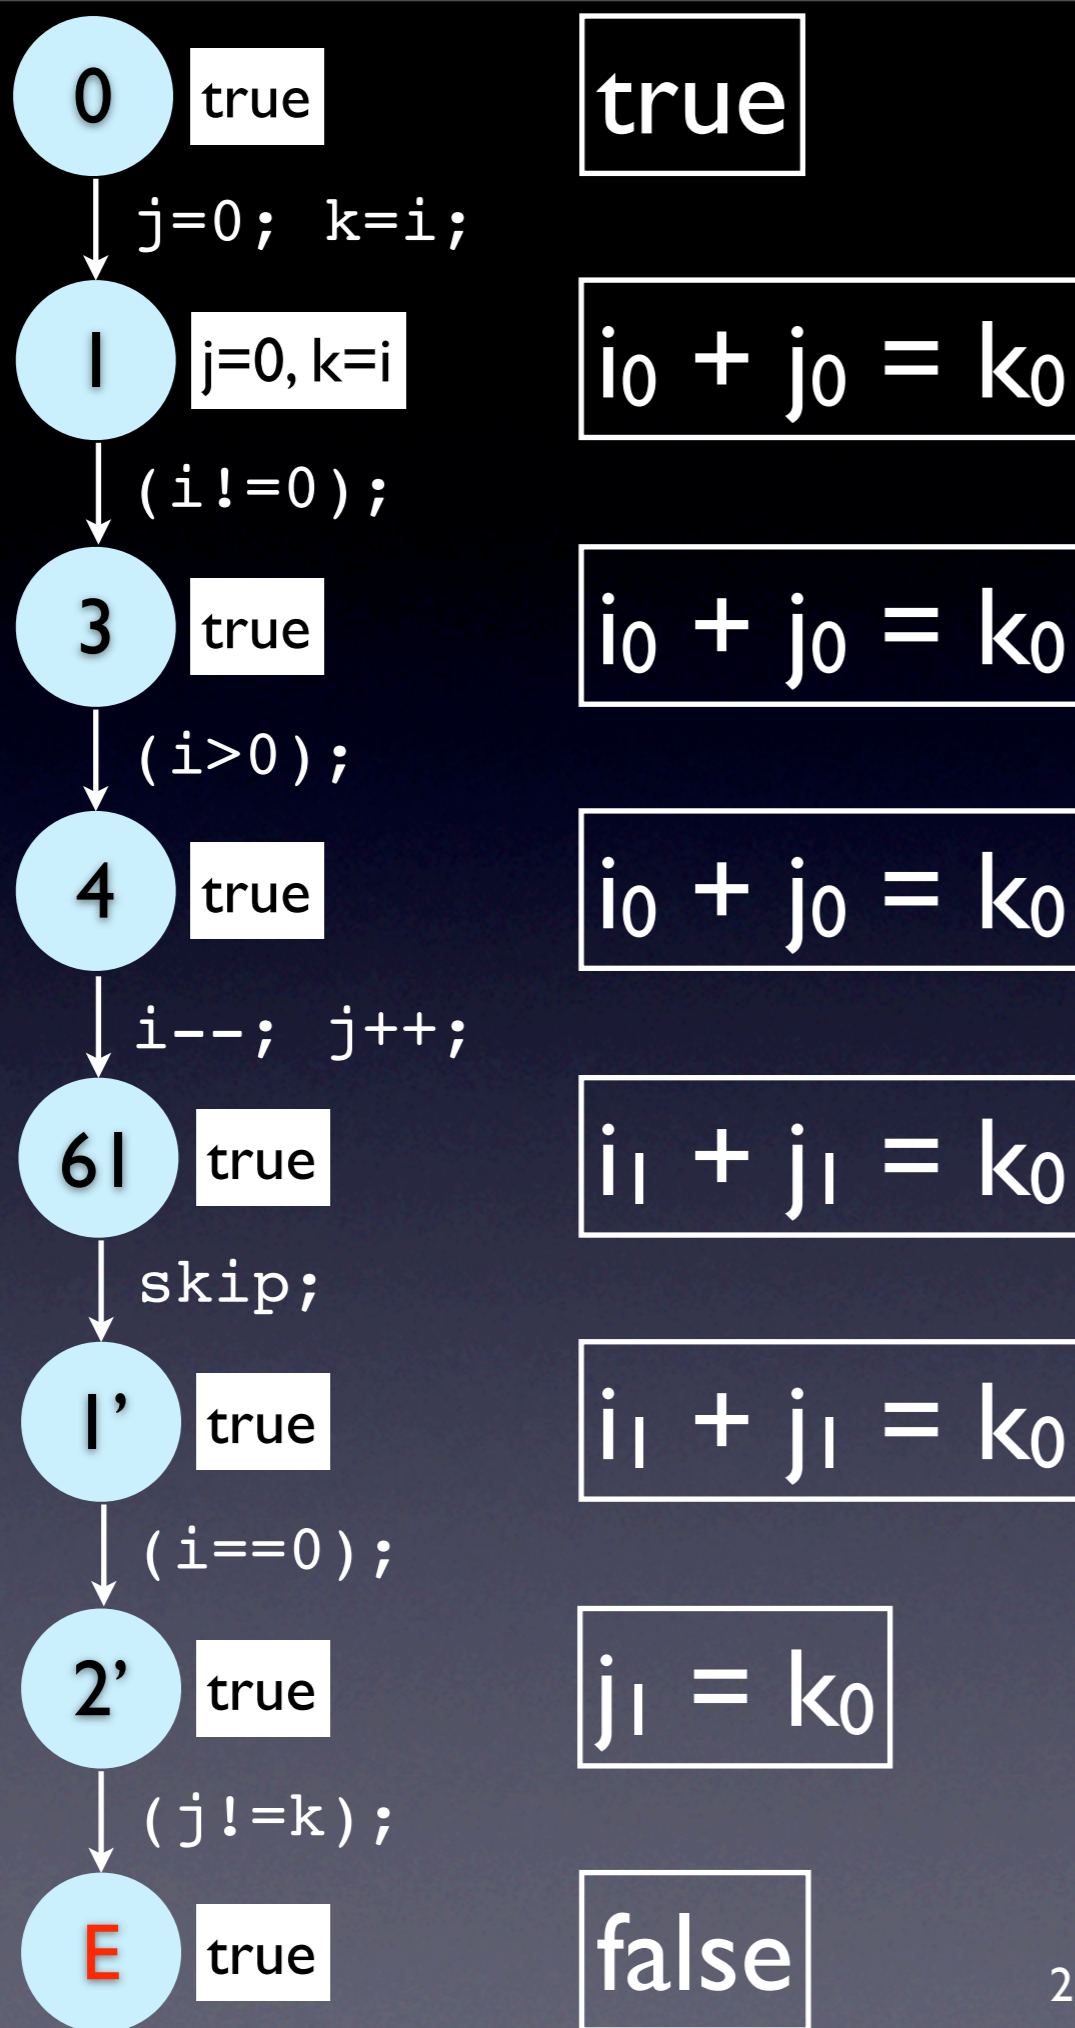 0 true true
j=0; k=i;
1 j=0, k=i i₀ + j₀ = k₀
(i!=0);
3 true i₀ + j₀ = k₀
(i>0);
4 true i₀ + j₀ = k₀
i--; j++;
61 true i₁ + j₁ = k₀
skip;
1’ true i₁ + j₁ = k₀
(i==0);
2’ true j₁ = k₀
(j!=k);
E true false
2